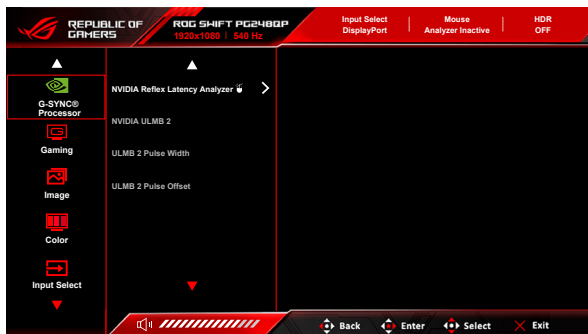 REPUBLIC OF
GAMERS
ROG SWIFT PG248QP
1920x1080 | 540 Hz
Input Select
DisplayPort
Mouse
Analyzer Inactive
HDR
OFF
G-SYNC®
Processor
Gaming
Image
Color
Input Select
NVIDIA Reflex Latency Analyzer
NVIDIA ULMB 2
ULMB 2 Pulse Width
ULMB 2 Pulse Offset
Back
Enter
Select
Exit